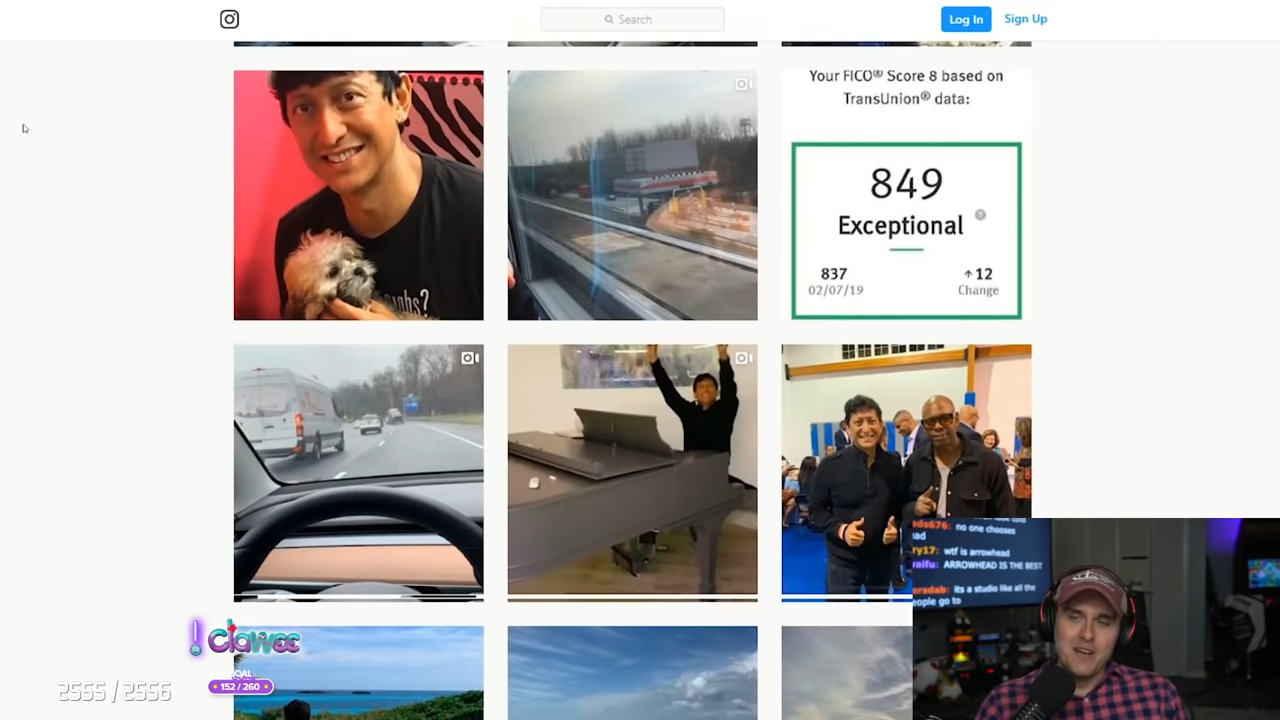 Search
Log In
Sign Up
Your FICO® Score 8 based on
TransUnion® data:
849
Exceptional
?
837
02/07/19
↑12
Change
no one chooses
wtf is arrowhead
ARROWHEAD IS THE BEST
its a studio like all the
people go to
! Clawee
GOAL
152 / 260
2555 / 2556